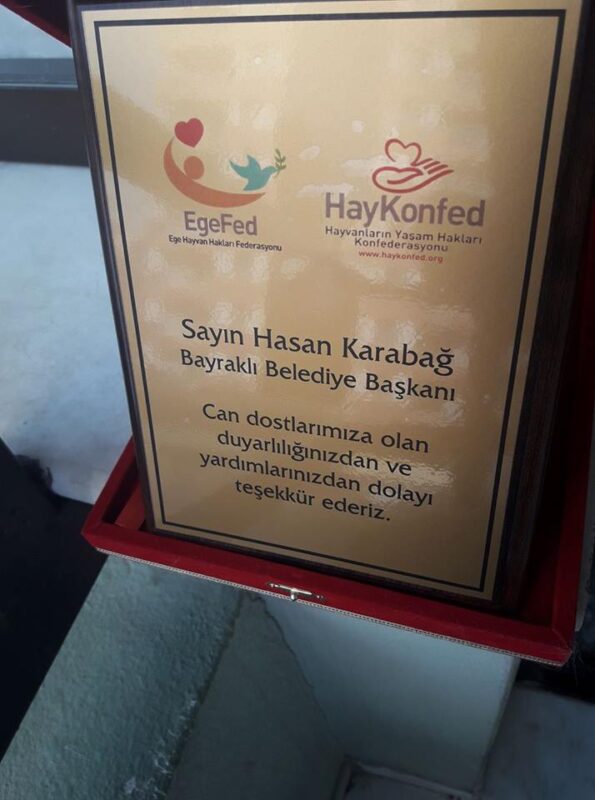 EgeFed
Ege Hayvan Hakları Federasyonu
HayKonfed
Hayvanların Yaşam Hakları
Konfederasyonu
www.haykonfed.org
Sayın Hasan Karabağ
Bayraklı Belediye Başkanı
Can dostlarımıza olan
duyarlılığınızdan ve
yardımlarınızdan dolayı
teşekkür ederiz.